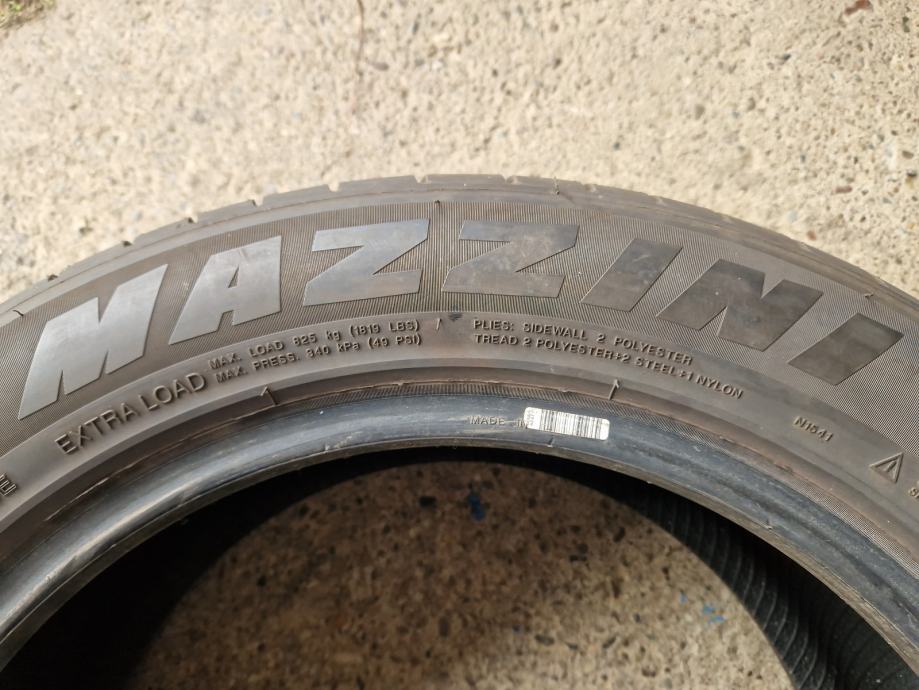 MAZZINI
EXTRA LOAD
MAX. LOAD 825 kg (1819 LBS)
MAX. PRESS. 340 kPa (49 PSI)
PLIES: SIDEWALL 2 POLYESTER
TREAD 2 POLYESTER+2 STEEL+1 NYLON
MADE IN
N1541